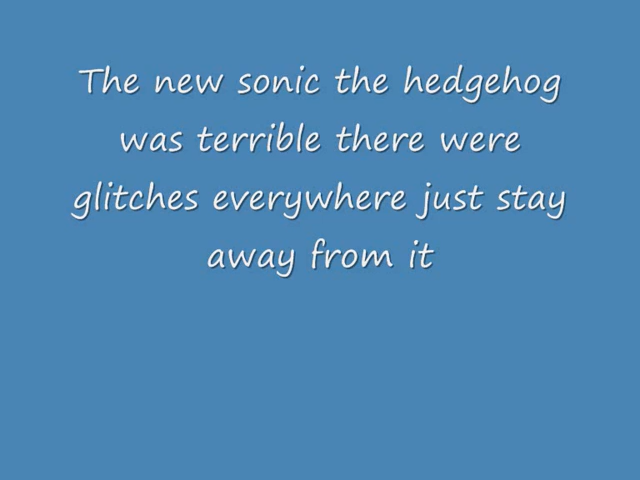 The new sonic the hedgehog
was terrible there were
glitches everywhere just stay
away from it